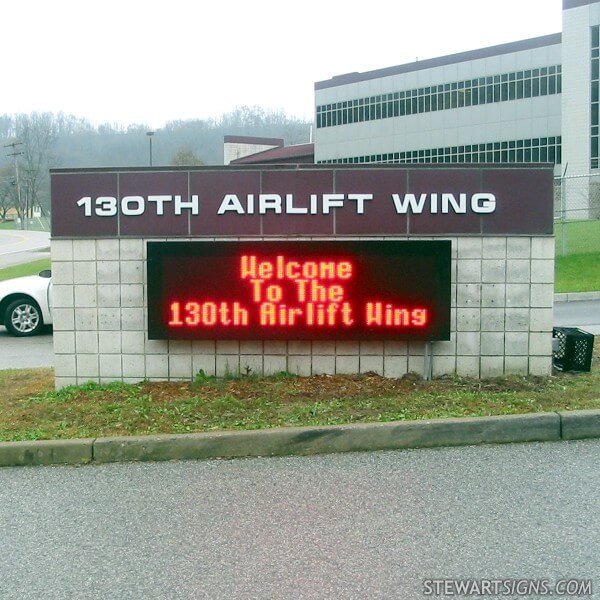 130TH AIRLIFT WING
Welcome
To The
130th Airlift Wing
STEWARTSIGNS.COM